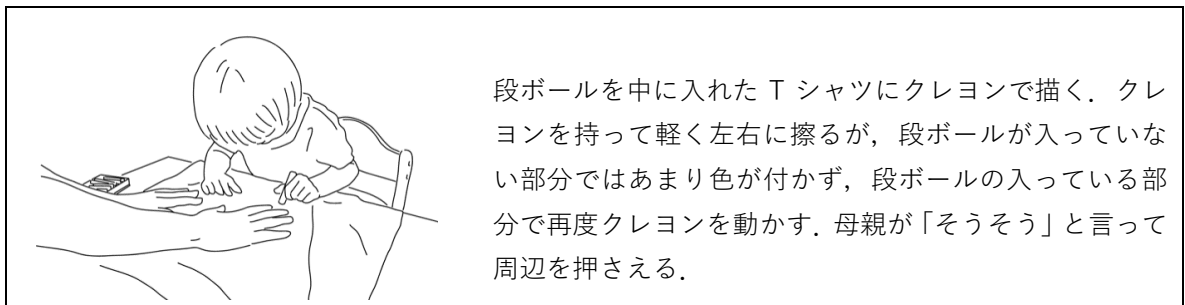 段ボールを中に入れた T シャツにクレヨンで描く．クレ
ヨンを持って軽く左右に擦るが，段ボールが入っていな
い部分ではあまり色が付かず，段ボールの入っている部
分で再度クレヨンを動かす．母親が「そうそう」と言って
周辺を押さえる．